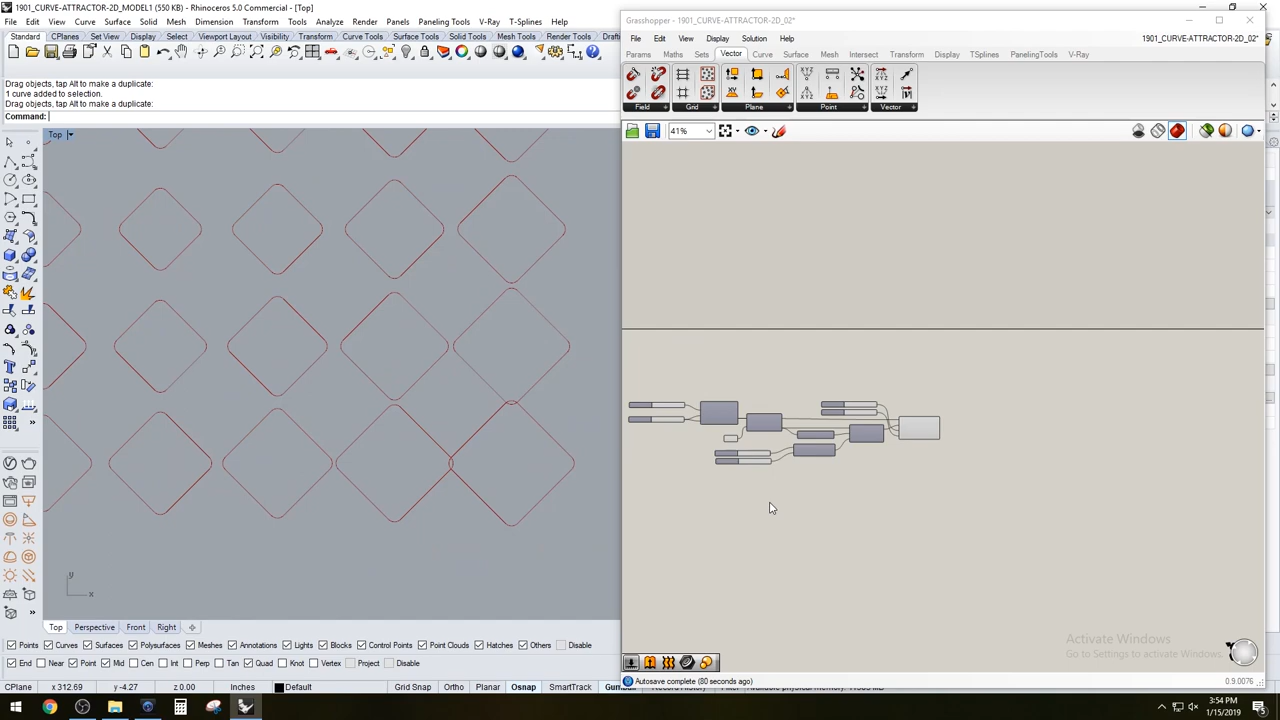 1901_CURVE-ATTRACTOR-2D_MODEL1 (550 KB) - Rhinoceros 5.0 Commercial - [Top]
File Edit View Curve Surface Solid Mesh Dimension Transform Tools Analyze Render Panels Paneling Tools V-Ray T-Splines Help
Standard CPlanes Set View Display Select Viewport Layout Visibility Transform Curve Tools Surface Tools Solid Tools Mesh Tools Render Tools
Drag objects, tap Alt to make a duplicate:
1 curve added to selection.
Drag objects, tap Alt to make a duplicate:
Command:
Top
y
x
Top Perspective Front Right
Points Curves Surfaces Polysurfaces Meshes Lights Annotations Blocks Control Points Point Clouds Hatches Others Disable
End Near Point Mid Cen Int Perp Tan Quad Knot Vertex Project Disable
CPlane x 312.69 y -4.27 z 0.00 Inches Default Grid Snap Ortho Planar Osnap SmartTrack
Grasshopper - 1901_CURVE-ATTRACTOR-2D_02*
File Edit View Display Solution Help 1901_CURVE-ATTRACTOR-2D_02*
Params Maths Sets Vector Curve Surface Mesh Intersect Transform Display TSplines PanelingTools V-Ray
Field Grid Plane Point Vector
41%
Activate Windows
Go to Settings to activate Windows.
Autosave complete (80 seconds ago) 0.9.0076
3:54 PM
1/15/2019